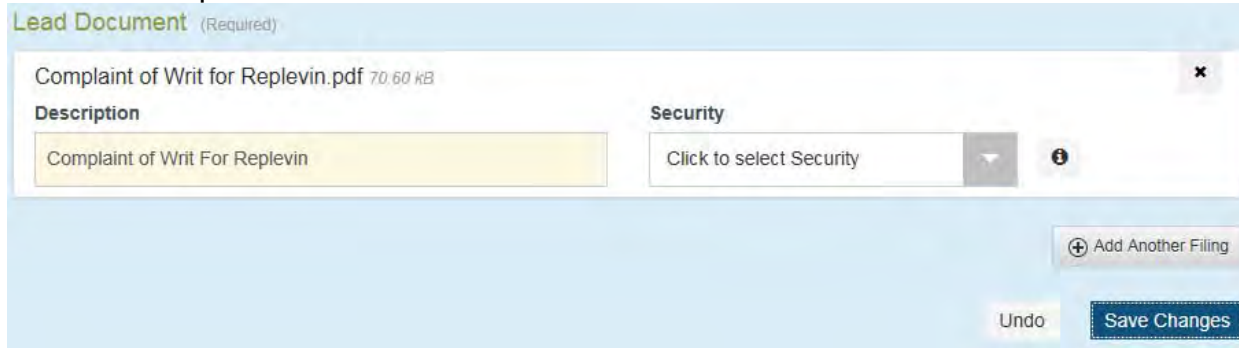 Lead Document (Required)
Complaint of Writ for Replevin.pdf 70.60 kB
Description
Security
Complaint of Writ For Replevin
Click to select Security
Add Another Filing
Undo
Save Changes